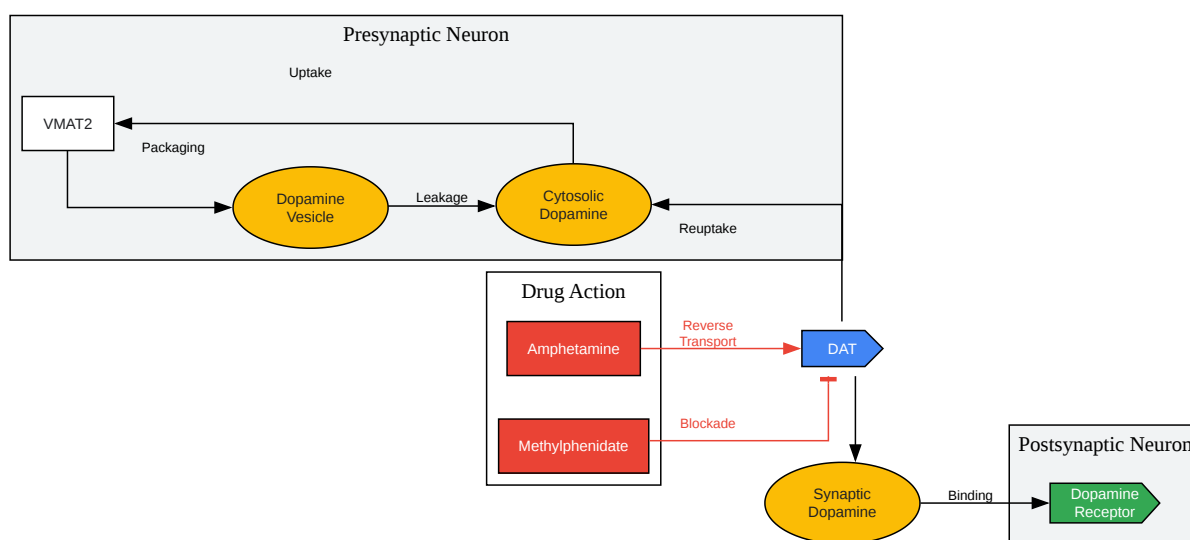 Presynaptic Neuron
Uptake
VMAT2
Packaging
Dopamine
Vesicle
Leakage
Cytosolic
Dopamine
Reuptake
Drug Action
Amphetamine
Reverse
Transport
DAT
Methylphenidate
Blockade
Postsynaptic Neuron
Synaptic
Dopamine
Binding
Dopamine
Receptor